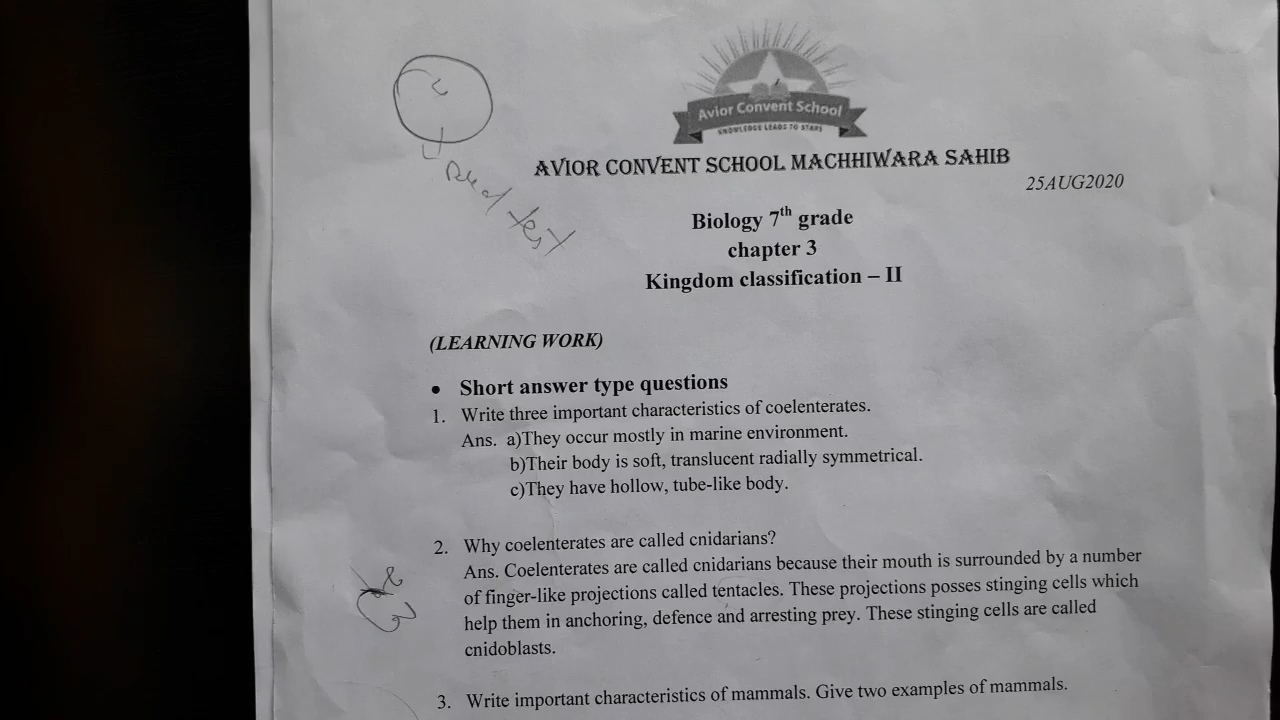 Avior Convent School
KNOWLEDGE LEADS TO STARS
AVIOR CONVENT SCHOOL MACHHIWARA SAHIB
25AUG2020
Biology 7th grade
chapter 3
Kingdom classification – II
(LEARNING WORK)
• Short answer type questions
1. Write three important characteristics of coelenterates.
Ans. a)They occur mostly in marine environment.
b)Their body is soft, translucent radially symmetrical.
c)They have hollow, tube-like body.
2. Why coelenterates are called cnidarians?
Ans. Coelenterates are called cnidarians because their mouth is surrounded by a number
of finger-like projections called tentacles. These projections posses stinging cells which
help them in anchoring, defence and arresting prey. These stinging cells are called
cnidoblasts.
3. Write important characteristics of mammals. Give two examples of mammals.